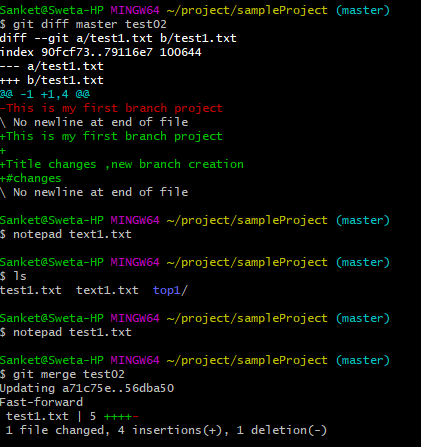 Sanket@Sweta-HP MINGW64 ~/project/sampleProject (master)
$ git diff master test02
diff --git a/test1.txt b/test1.txt
index 90fcf73..79116e7 100644
--- a/test1.txt
+++ b/test1.txt
@@ -1 +1,4 @@
-This is my first branch project
\ No newline at end of file
+This is my first branch project
+
+Title changes ,new branch creation
+#changes
\ No newline at end of file
Sanket@Sweta-HP MINGW64 ~/project/sampleProject (master)
$ notepad text1.txt
Sanket@Sweta-HP MINGW64 ~/project/sampleProject (master)
$ ls
test1.txt  text1.txt  top1/
Sanket@Sweta-HP MINGW64 ~/project/sampleProject (master)
$ notepad test1.txt
Sanket@Sweta-HP MINGW64 ~/project/sampleProject (master)
$ git merge test02
Updating a71c75e..56dba50
Fast-forward
 test1.txt | 5 ++++-
 1 file changed, 4 insertions(+), 1 deletion(-)